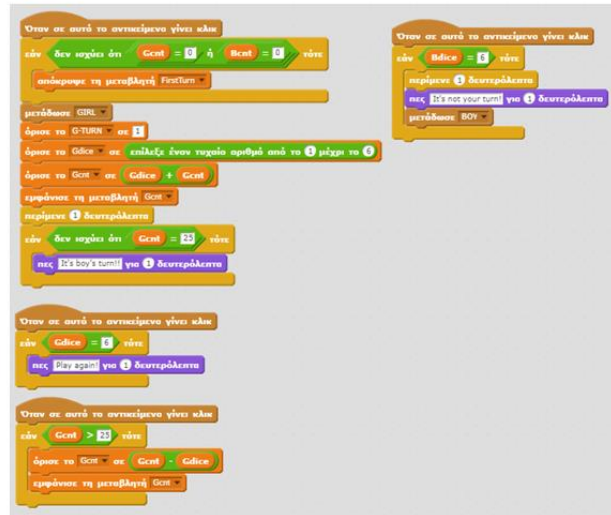 Όταν σε αυτό το αντικείμενο γίνει κλικ
εάν δεν ισχύει ότι Gcnt = 0 ή Bcnt = 0 τότε
απόκρυψε τη μεταβλητή FirstTurn
μετάδωσε GIRL
όρισε το G-TURN σε 1
όρισε το Gdice σε επίλεξε έναν τυχαίο αριθμό από το 1 μέχρι το 6
όρισε το Gcnt σε Gdice + Gcnt
εμφάνισε τη μεταβλητή Gcnt
περίμενε 1 δευτερόλεπτα
εάν δεν ισχύει ότι Gcnt = 25 τότε
πες It's boy's turn!! για 1 δευτερόλεπτα
Όταν σε αυτό το αντικείμενο γίνει κλικ
εάν Gdice = 6 τότε
πες Play again! για 1 δευτερόλεπτα
Όταν σε αυτό το αντικείμενο γίνει κλικ
εάν Gcnt > 25 τότε
όρισε το Gcnt σε Gcnt - Gdice
εμφάνισε τη μεταβλητή Gcnt
Όταν σε αυτό το αντικείμενο γίνει κλικ
εάν Bdice = 6 τότε
περίμενε 1 δευτερόλεπτα
πες It's not your turn! για 1 δευτερόλεπτα
μετάδωσε BOY